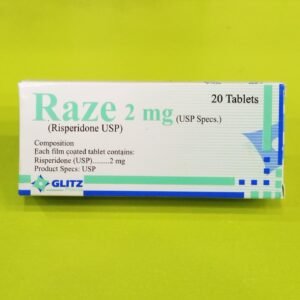 Raze 2 mg (USP Specs.)
20 Tablets
(Risperidone USP)
Composition
Each film coated tablet contains:
Risperidone (USP).........2 mg
Product Specs: USP
GLITZ